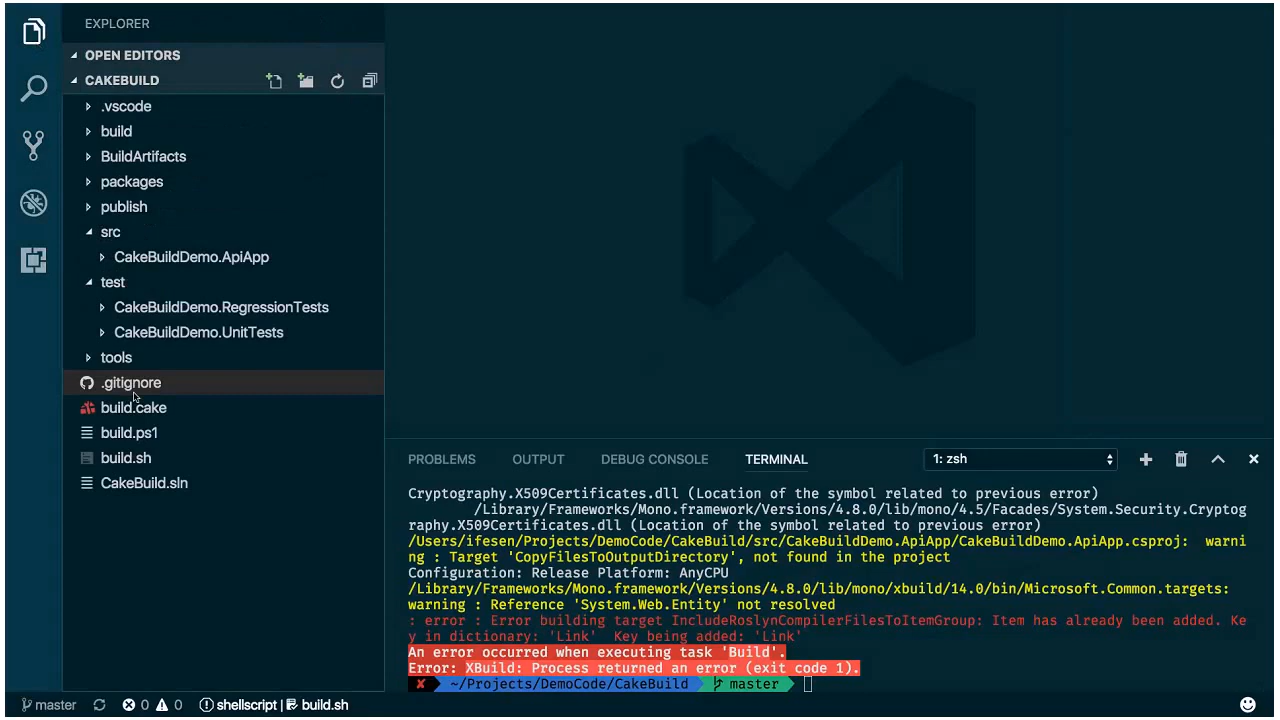 EXPLORER
OPEN EDITORS
CAKEBUILD
.vscode
build
BuildArtifacts
packages
publish
src
CakeBuildDemo.ApiApp
test
CakeBuildDemo.RegressionTests
CakeBuildDemo.UnitTests
tools
.gitignore
build.cake
build.ps1
build.sh
CakeBuild.sln
PROBLEMS OUTPUT DEBUG CONSOLE TERMINAL 1: zsh
Cryptography.X509Certificates.dll (Location of the symbol related to previous error)
/Library/Frameworks/Mono.framework/Versions/4.8.0/lib/mono/4.5/Facades/System.Security.Cryptog
raphy.X509Certificates.dll (Location of the symbol related to previous error)
/Users/ifesen/Projects/DemoCode/CakeBuild/src/CakeBuildDemo.ApiApp/CakeBuildDemo.ApiApp.csproj: warni
ng : Target 'CopyFilesToOutputDirectory', not found in the project
Configuration: Release Platform: AnyCPU
/Library/Frameworks/Mono.framework/Versions/4.8.0/lib/mono/xbuild/14.0/bin/Microsoft.Common.targets:
warning : Reference 'System.Web.Entity' not resolved
: error : Error building target IncludeRoslynCompilerFilesToItemGroup: Item has already been added. Ke
y in dictionary: 'Link' Key being added: 'Link'
An error occurred when executing task 'Build'.
Error: XBuild: Process returned an error (exit code 1).
✘ ~/Projects/DemoCode/CakeBuild master
master 0 0 shellscript | build.sh